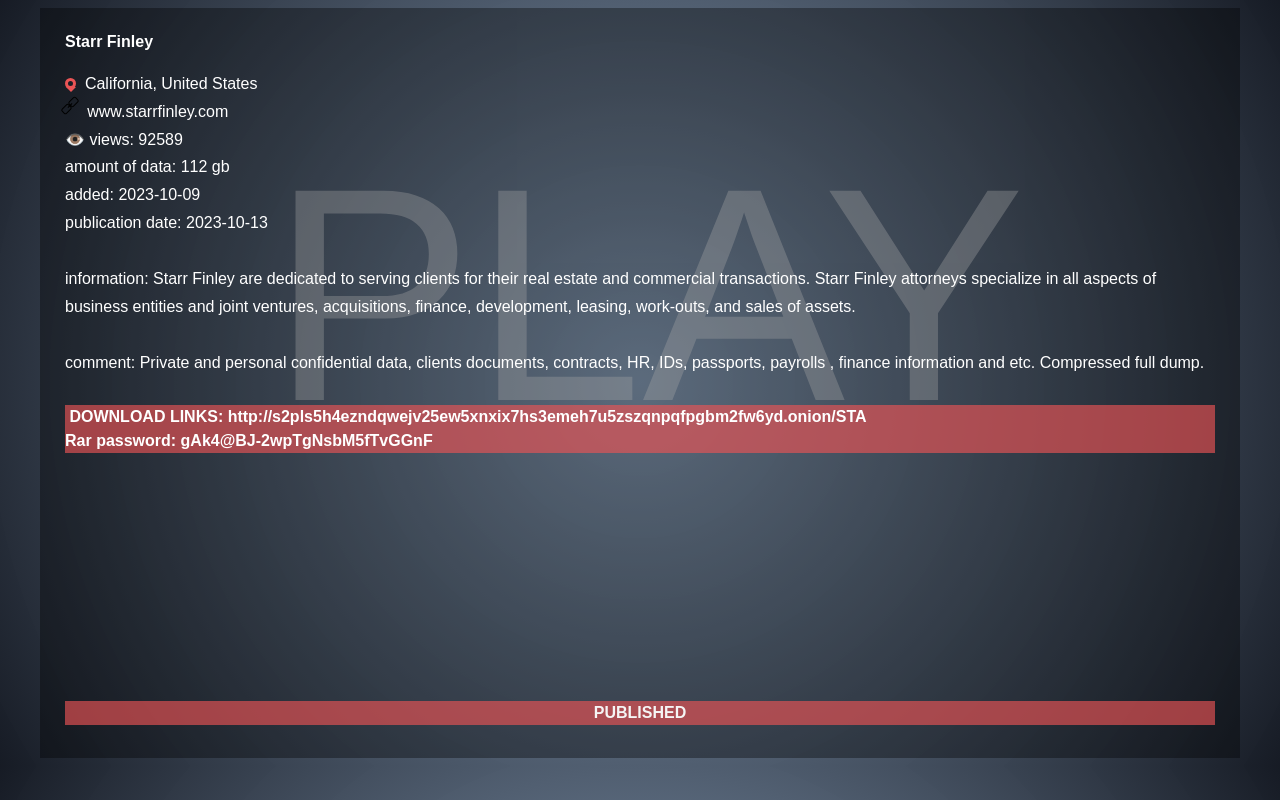 PLAY
Starr Finley
California, United States
www.starrfinley.com
views: 92589
amount of data: 112 gb
added: 2023-10-09
publication date: 2023-10-13
information: Starr Finley are dedicated to serving clients for their real estate and commercial transactions. Starr Finley attorneys specialize in all aspects of
business entities and joint ventures, acquisitions, finance, development, leasing, work-outs, and sales of assets.
comment: Private and personal confidential data, clients documents, contracts, HR, IDs, passports, payrolls , finance information and etc. Compressed full dump.
DOWNLOAD LINKS: http://s2pls5h4ezndqwejv25ew5xnxix7hs3emeh7u5zszqnpqfpgbm2fw6yd.onion/STA
Rar password: gAk4@BJ-2wpTgNsbM5fTvGGnF
PUBLISHED